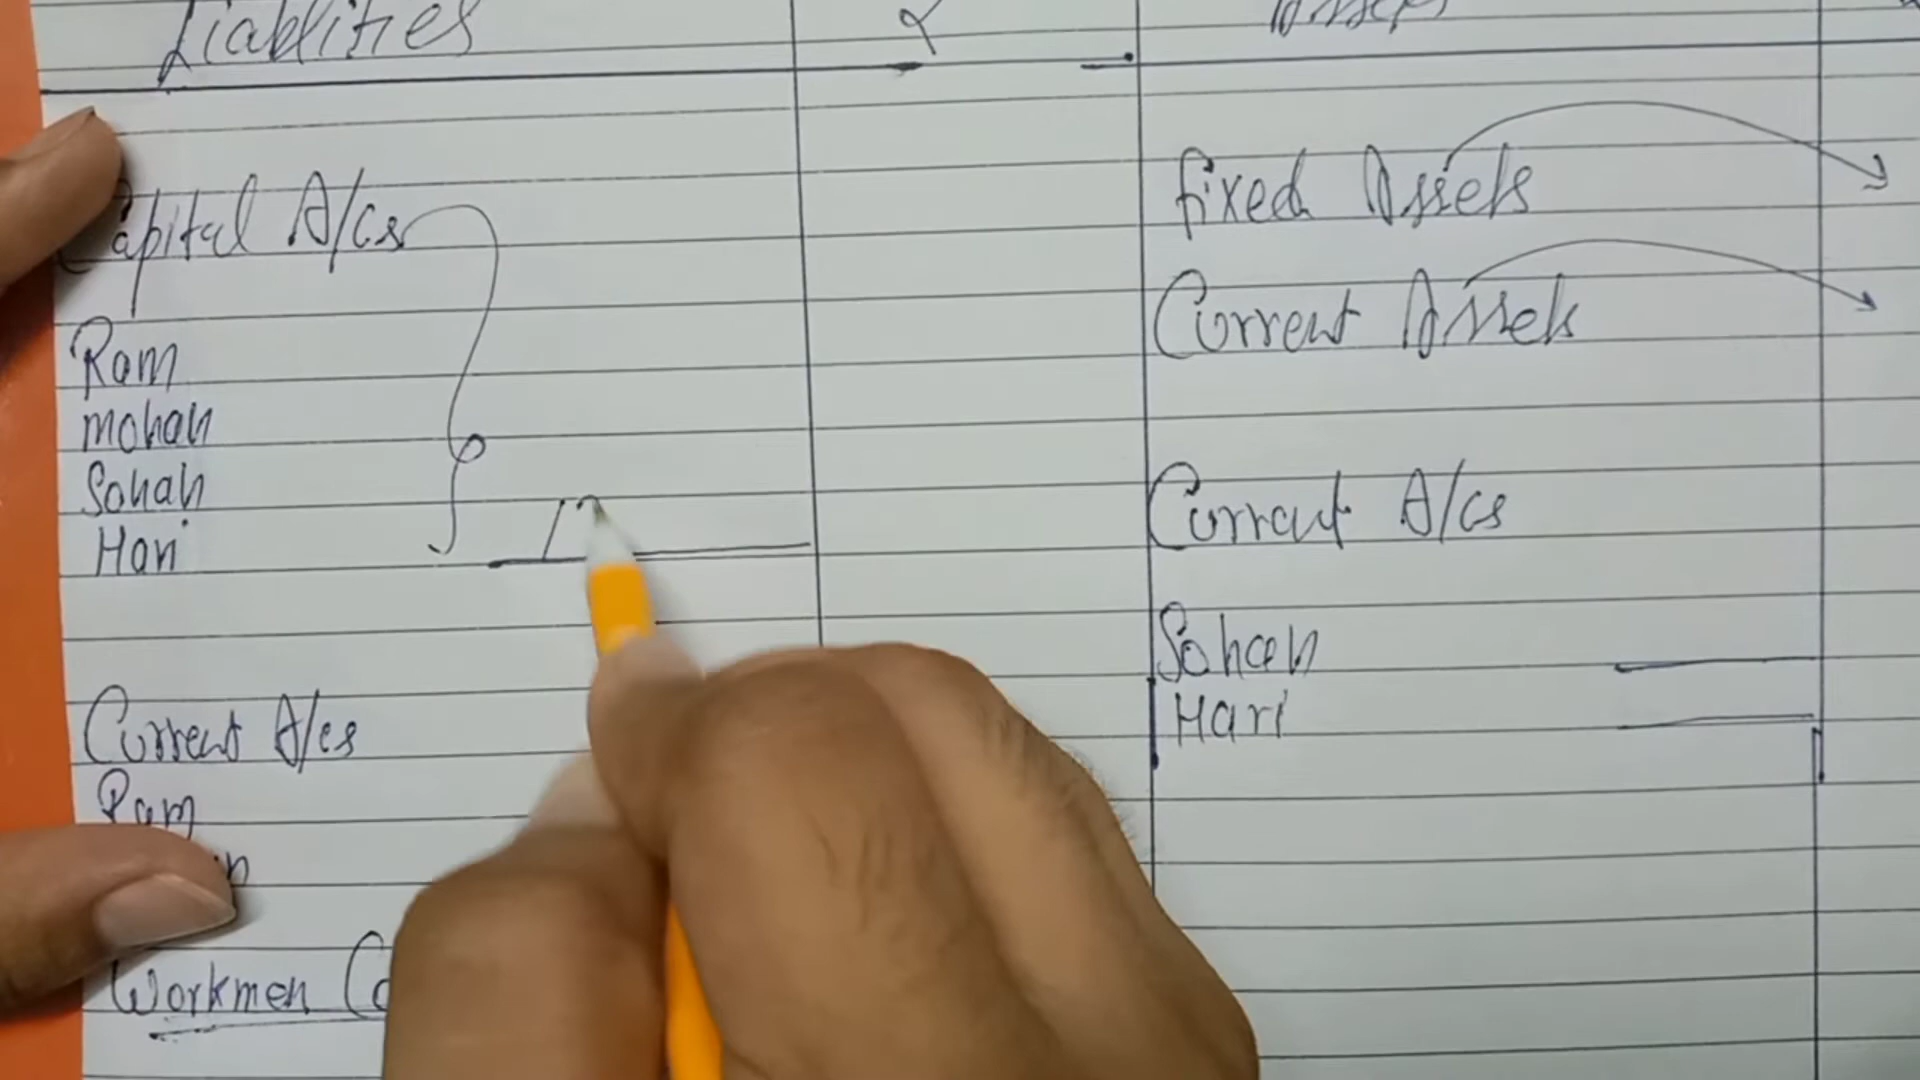 Liablities
Capital A/cs
Ram
Mohan
Sohan
Hari
Current A/cs
Ram
Workmen
Fixed Assets
Current Assets
Current A/cs
Sohan
Hari